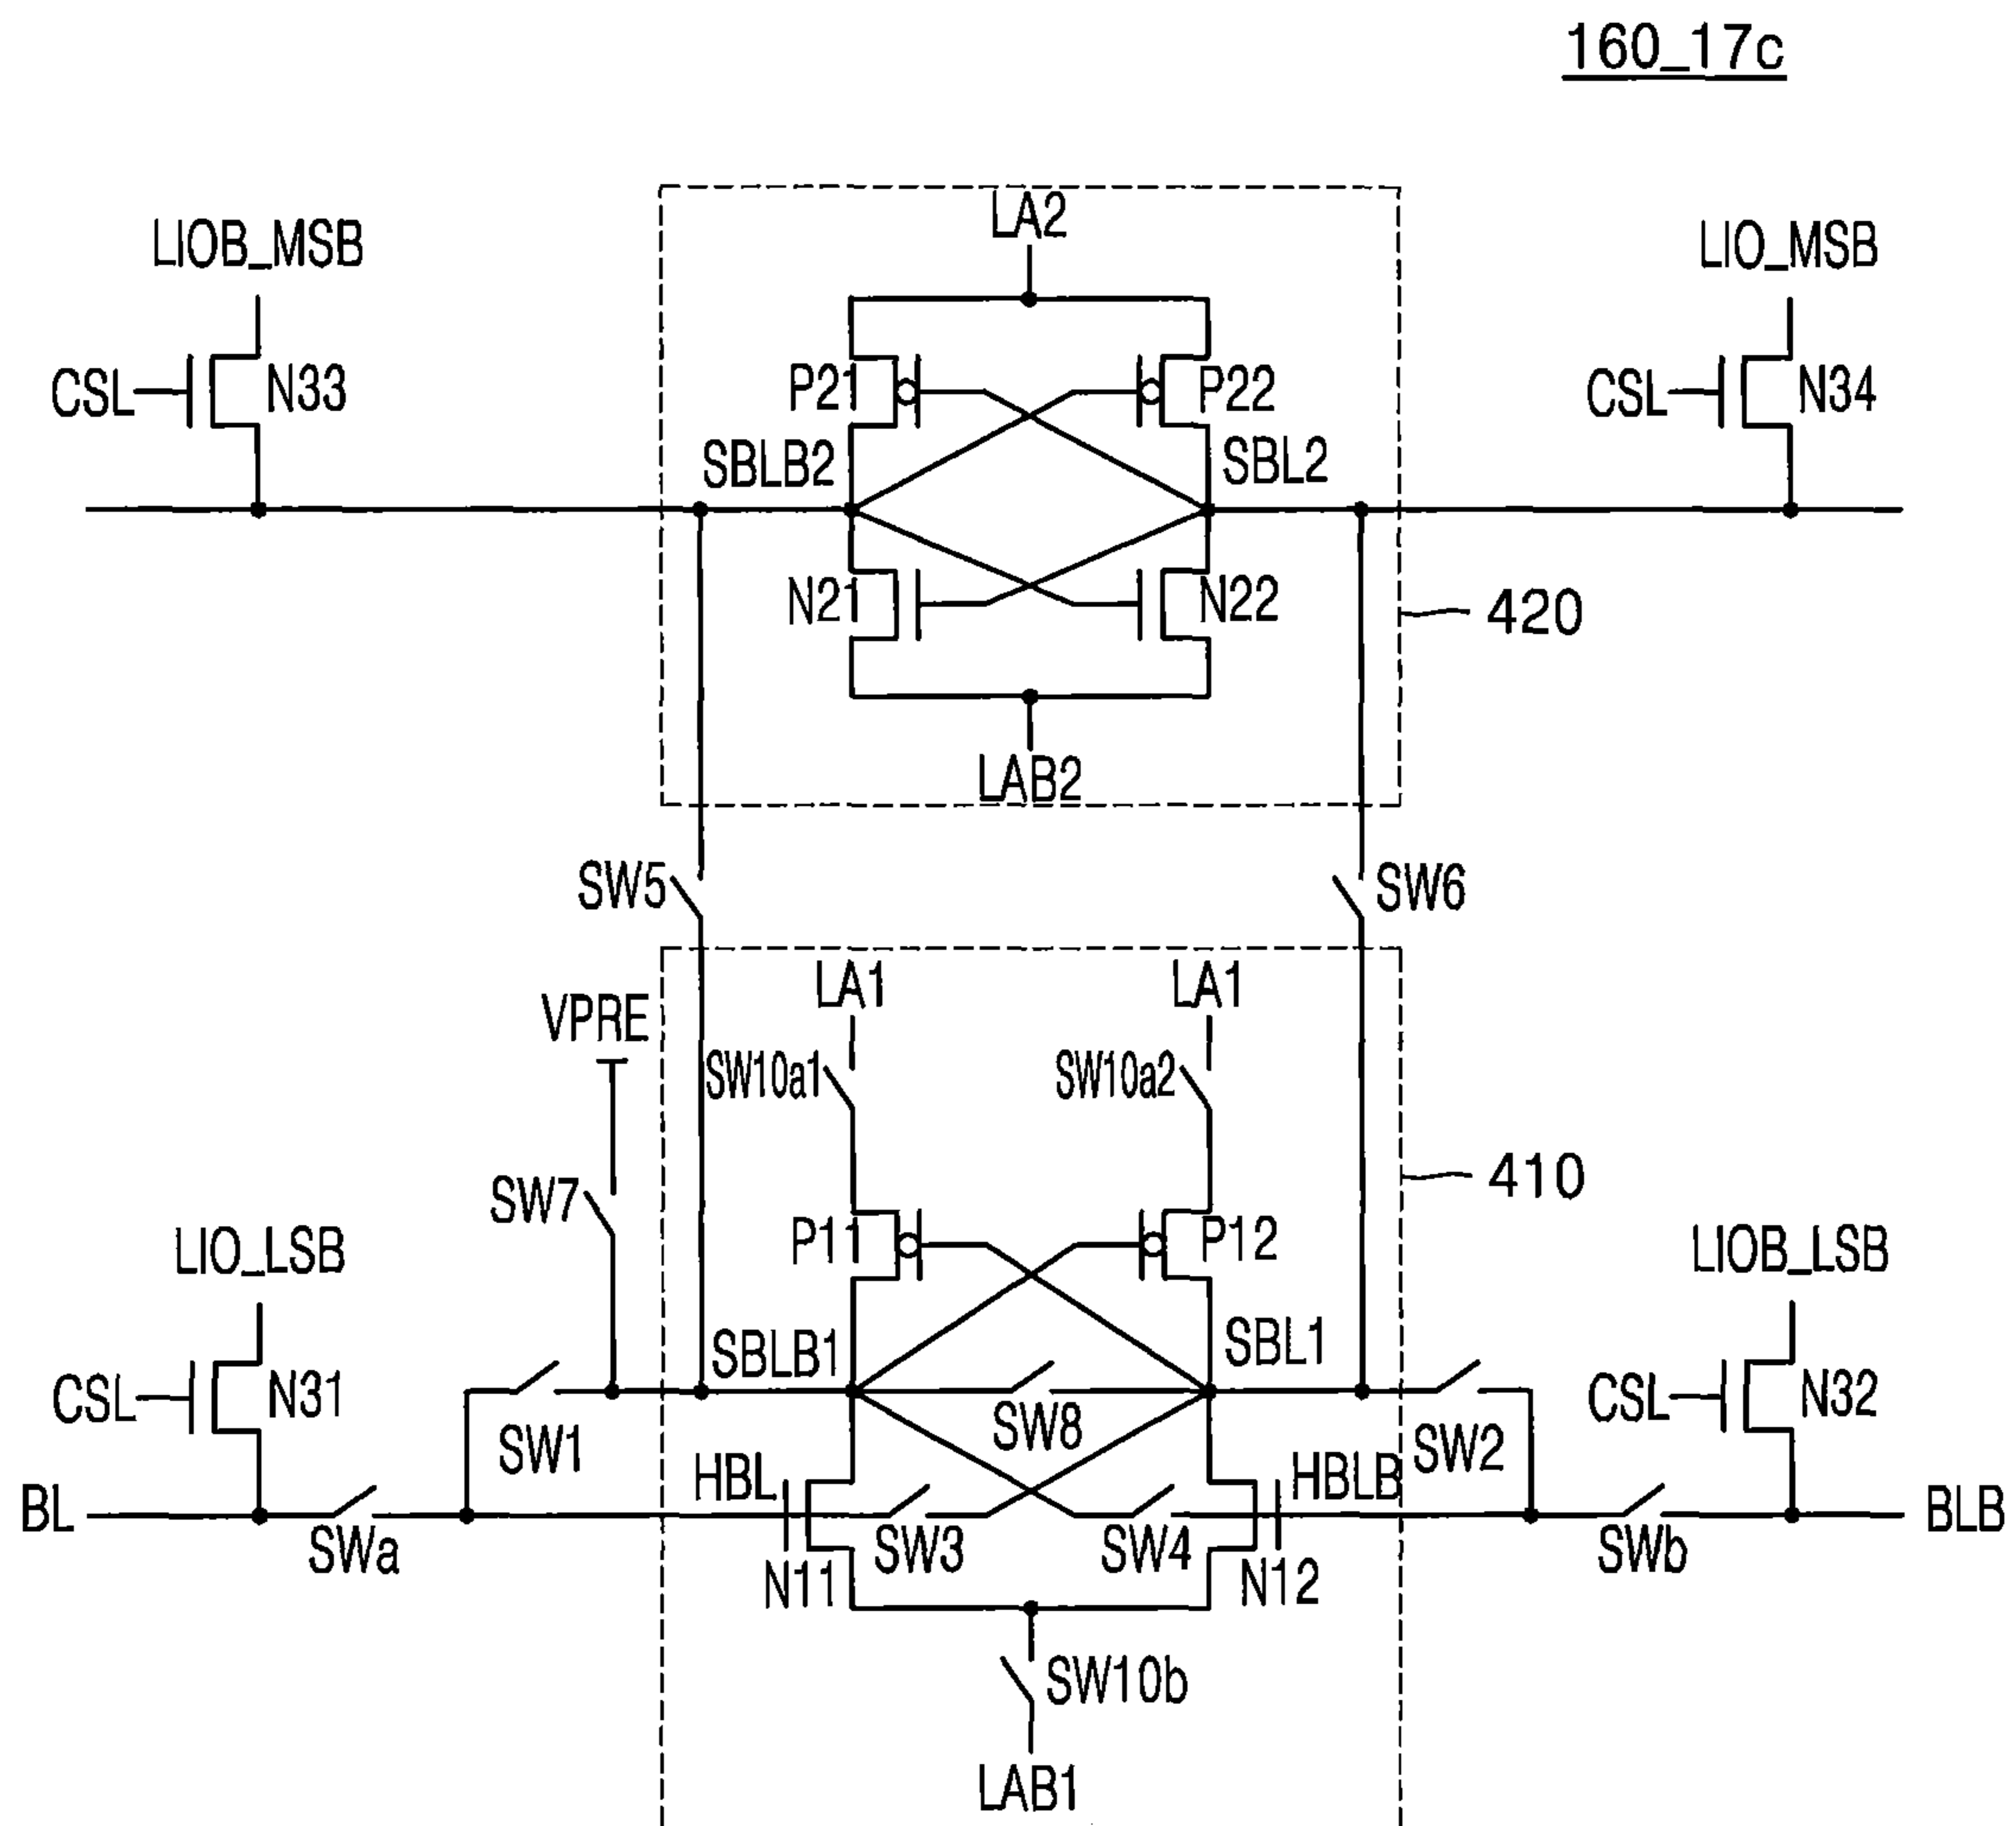 160_17c
LA2
LIOB_MSB
LIO_MSB
P21
P22
CSL
N33
CSL
N34
SBLB2
SBL2
N21
N22
420
LAB2
SW5
SW6
LA1
LA1
VPRE
SW10a1
SW10a2
410
SW7
P11
P12
LIO_LSB
LIOB_LSB
SBLB1
SBL1
CSL
N31
CSL
N32
SW1
SW8
SW2
HBL
HBLB
BL
SWa
SW3
SW4
SWb
BLB
N11
N12
SW10b
LAB1